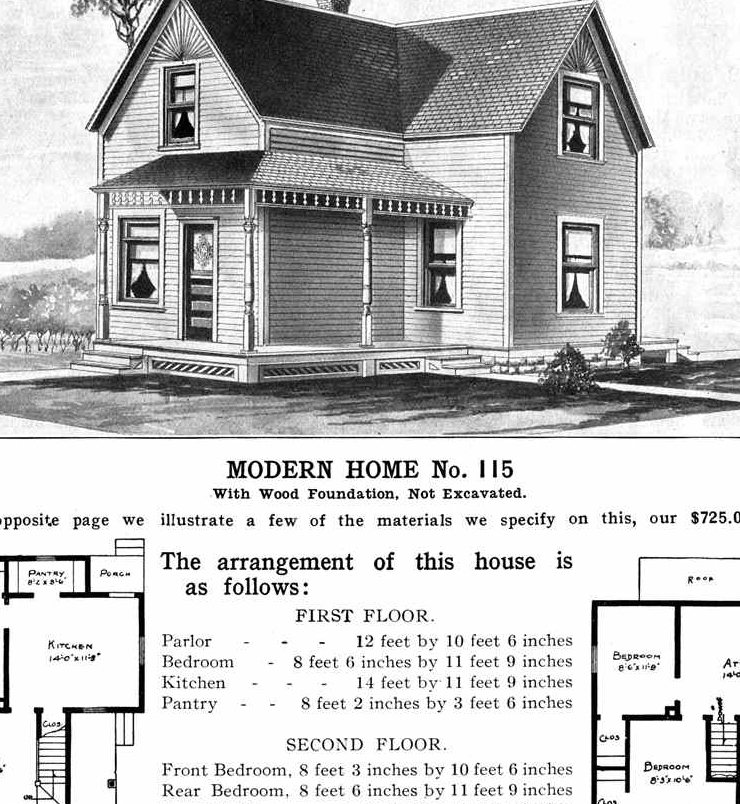 MODERN HOME No. 115
With Wood Foundation, Not Excavated.
opposite page we illustrate a few of the materials we specify on this, our $725.0
The arrangement of this house is
as follows:
FIRST FLOOR.
Parlor - - - 12 feet by 10 feet 6 inches
Bedroom - 8 feet 6 inches by 11 feet 9 inches
Kitchen - - - 14 feet by 11 feet 9 inches
Pantry - - 8 feet 2 inches by 3 feet 6 inches
SECOND FLOOR.
Front Bedroom, 8 feet 3 inches by 10 feet 6 inches
Rear Bedroom, 8 feet 6 inches by 11 feet 9 inches
PANTRY
8'-2"x3'-6"
PORCH
KITCHEN
14'-0"x11'-9"
CLOS
ROOF
BEDROOM
8'-6"x11'-9"
AT
14'-0
CLOS
BEDROOM
8'-3"x10'-6"
CLOS